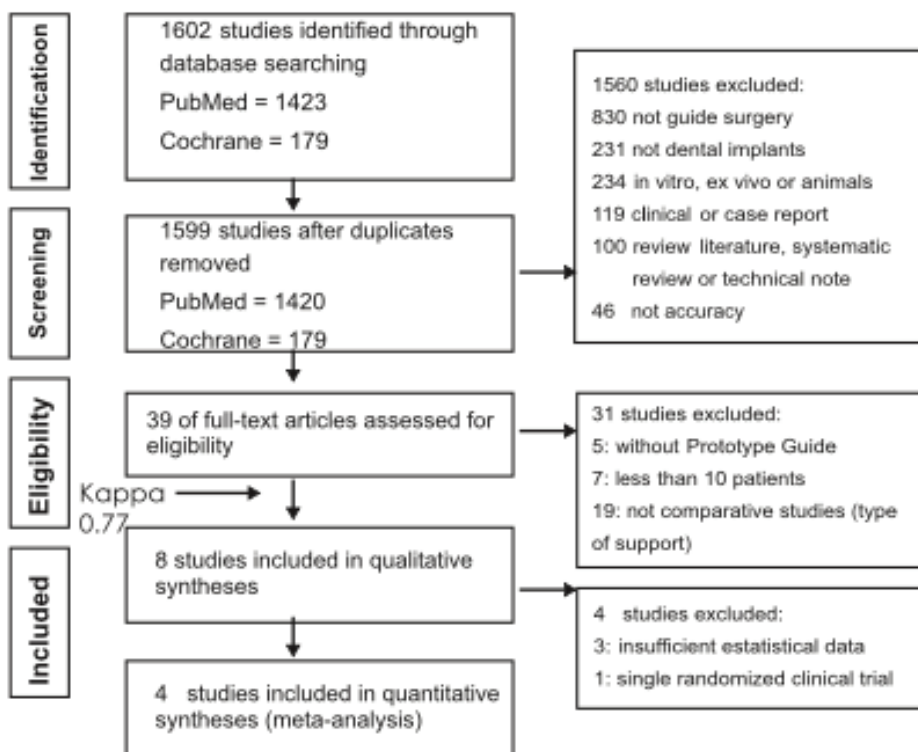 Identification
1602 studies identified through
database searching
PubMed = 1423
Cochrane = 179
1560 studies excluded:
830 not guide surgery
231 not dental implants
234 in vitro, ex vivo or animals
119 clinical or case report
100 review literature, systematic
review or technical note
46 not accuracy
Screening
1599 studies after duplicates
removed
PubMed = 1420
Cochrane = 179
Eligibility
39 of full-text articles assessed for
eligibility
31 studies excluded:
5: without Prototype Guide
7: less than 10 patients
19: not comparative studies (type
of support)
Kappa
0.77
Included
8 studies included in qualitative
syntheses
4 studies excluded:
3: insufficient estatistical data
1: single randomized clinical trial
4 studies included in quantitative
syntheses (meta-analysis)